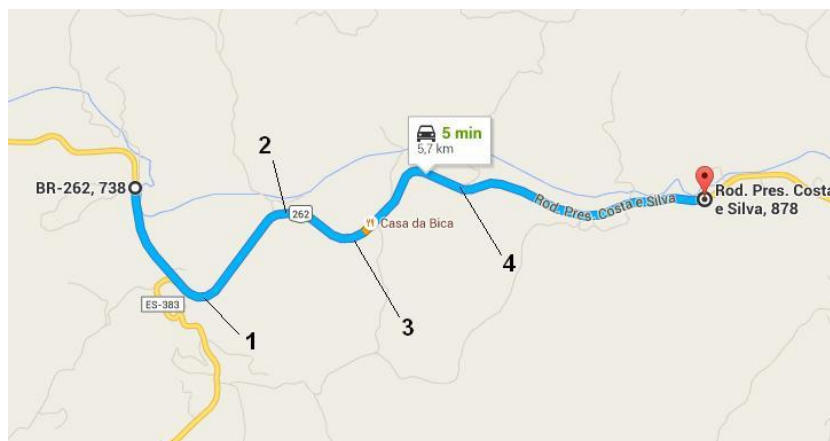 2
5 min
5,7 km
BR-262, 738
262
Casa da Bica
Rod. Pres. Costa e Silva
Rod. Pres. Costa
e Silva, 878
4
ES-383
1
3